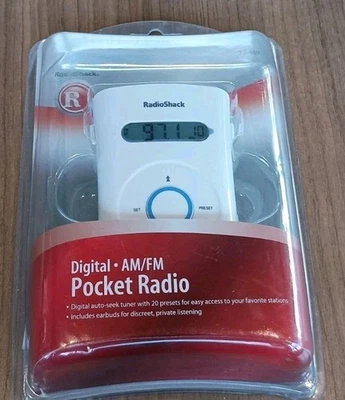 RadioShack.
R
RadioShack
97.1
SET
PRESET
Digital • AM/FM
Pocket Radio
• Digital auto-seek tuner with 20 presets for easy access to your favorite stations
• Includes earbuds for discreet, private listening